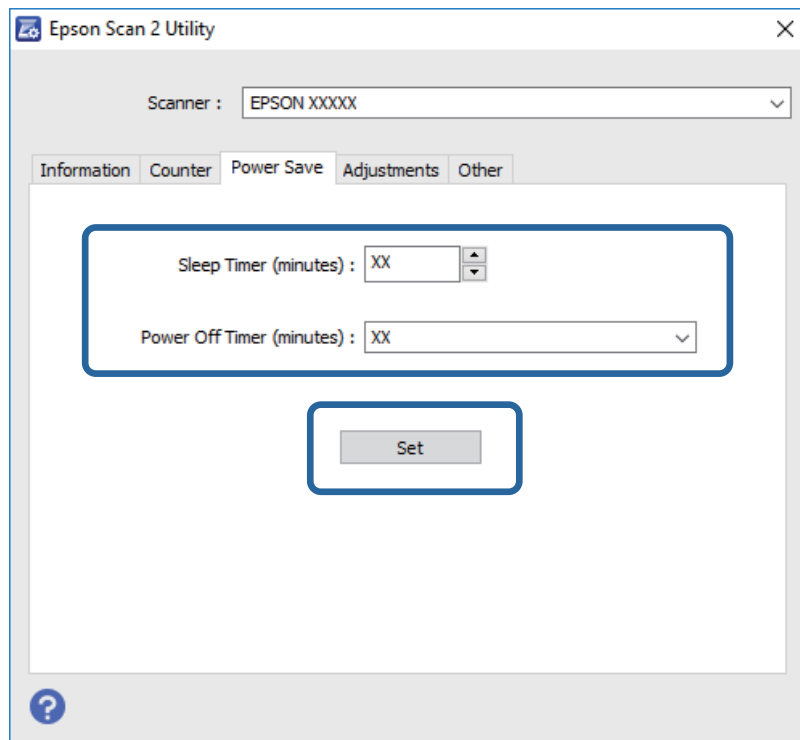 Epson Scan 2 Utility
Scanner : EPSON XXXXX
Information Counter Power Save Adjustments Other
Sleep Timer (minutes) : XX
Power Off Timer (minutes) : XX
Set
?